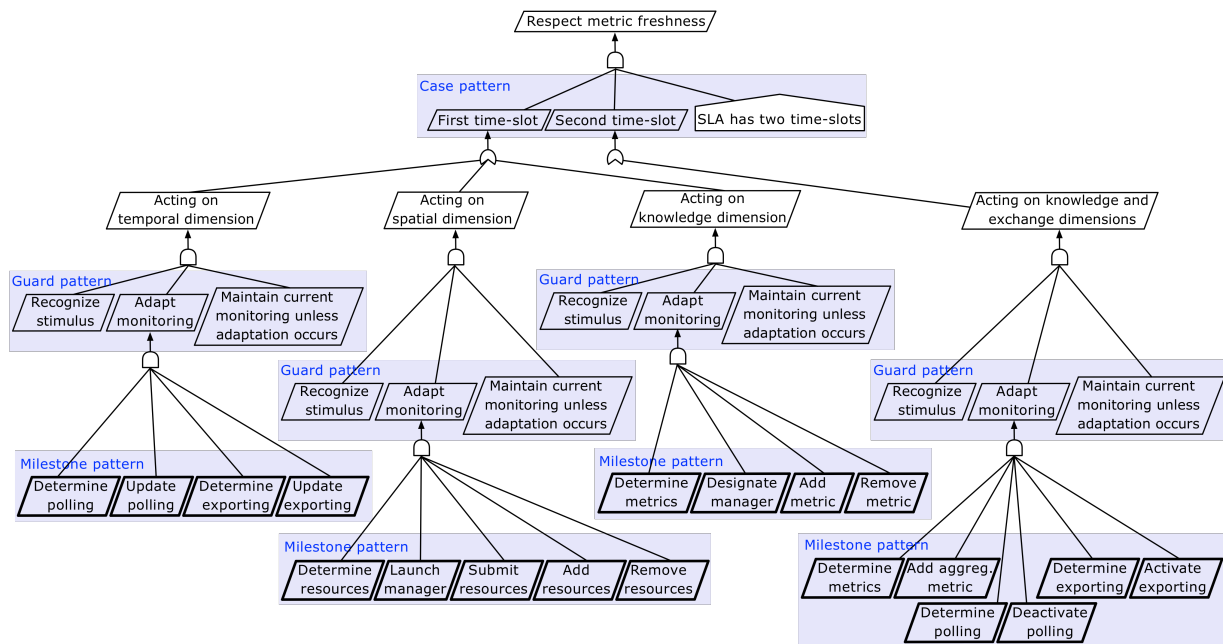 Respect metric freshness
Case pattern
First time-slot
Second time-slot
SLA has two time-slots
Acting on
temporal dimension
Acting on
spatial dimension
Acting on
knowledge dimension
Acting on knowledge and
exchange dimensions
Guard pattern
Recognize
stimulus
Adapt
monitoring
Maintain current
monitoring unless
adaptation occurs
Guard pattern
Recognize
stimulus
Adapt
monitoring
Maintain current
monitoring unless
adaptation occurs
Guard pattern
Recognize
stimulus
Adapt
monitoring
Maintain current
monitoring unless
adaptation occurs
Guard pattern
Recognize
stimulus
Adapt
monitoring
Maintain current
monitoring unless
adaptation occurs
Milestone pattern
Determine
polling
Update
polling
Determine
exporting
Update
exporting
Milestone pattern
Determine
metrics
Designate
manager
Add
metric
Remove
metric
Milestone pattern
Determine
resources
Launch
manager
Submit
resources
Add
resources
Remove
resources
Milestone pattern
Determine
metrics
Add aggreg.
metric
Determine
exporting
Activate
exporting
Determine
polling
Deactivate
polling